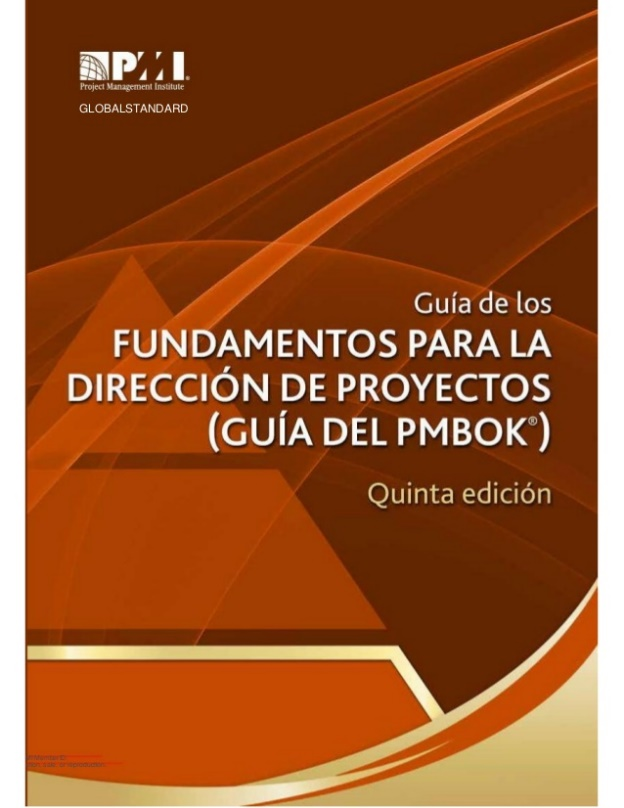 PMI®
Project Management Institute
GLOBALSTANDARD
Guía de los
FUNDAMENTOS PARA LA
DIRECCIÓN DE PROYECTOS
(GUÍA DEL PMBOK®)
Quinta edición